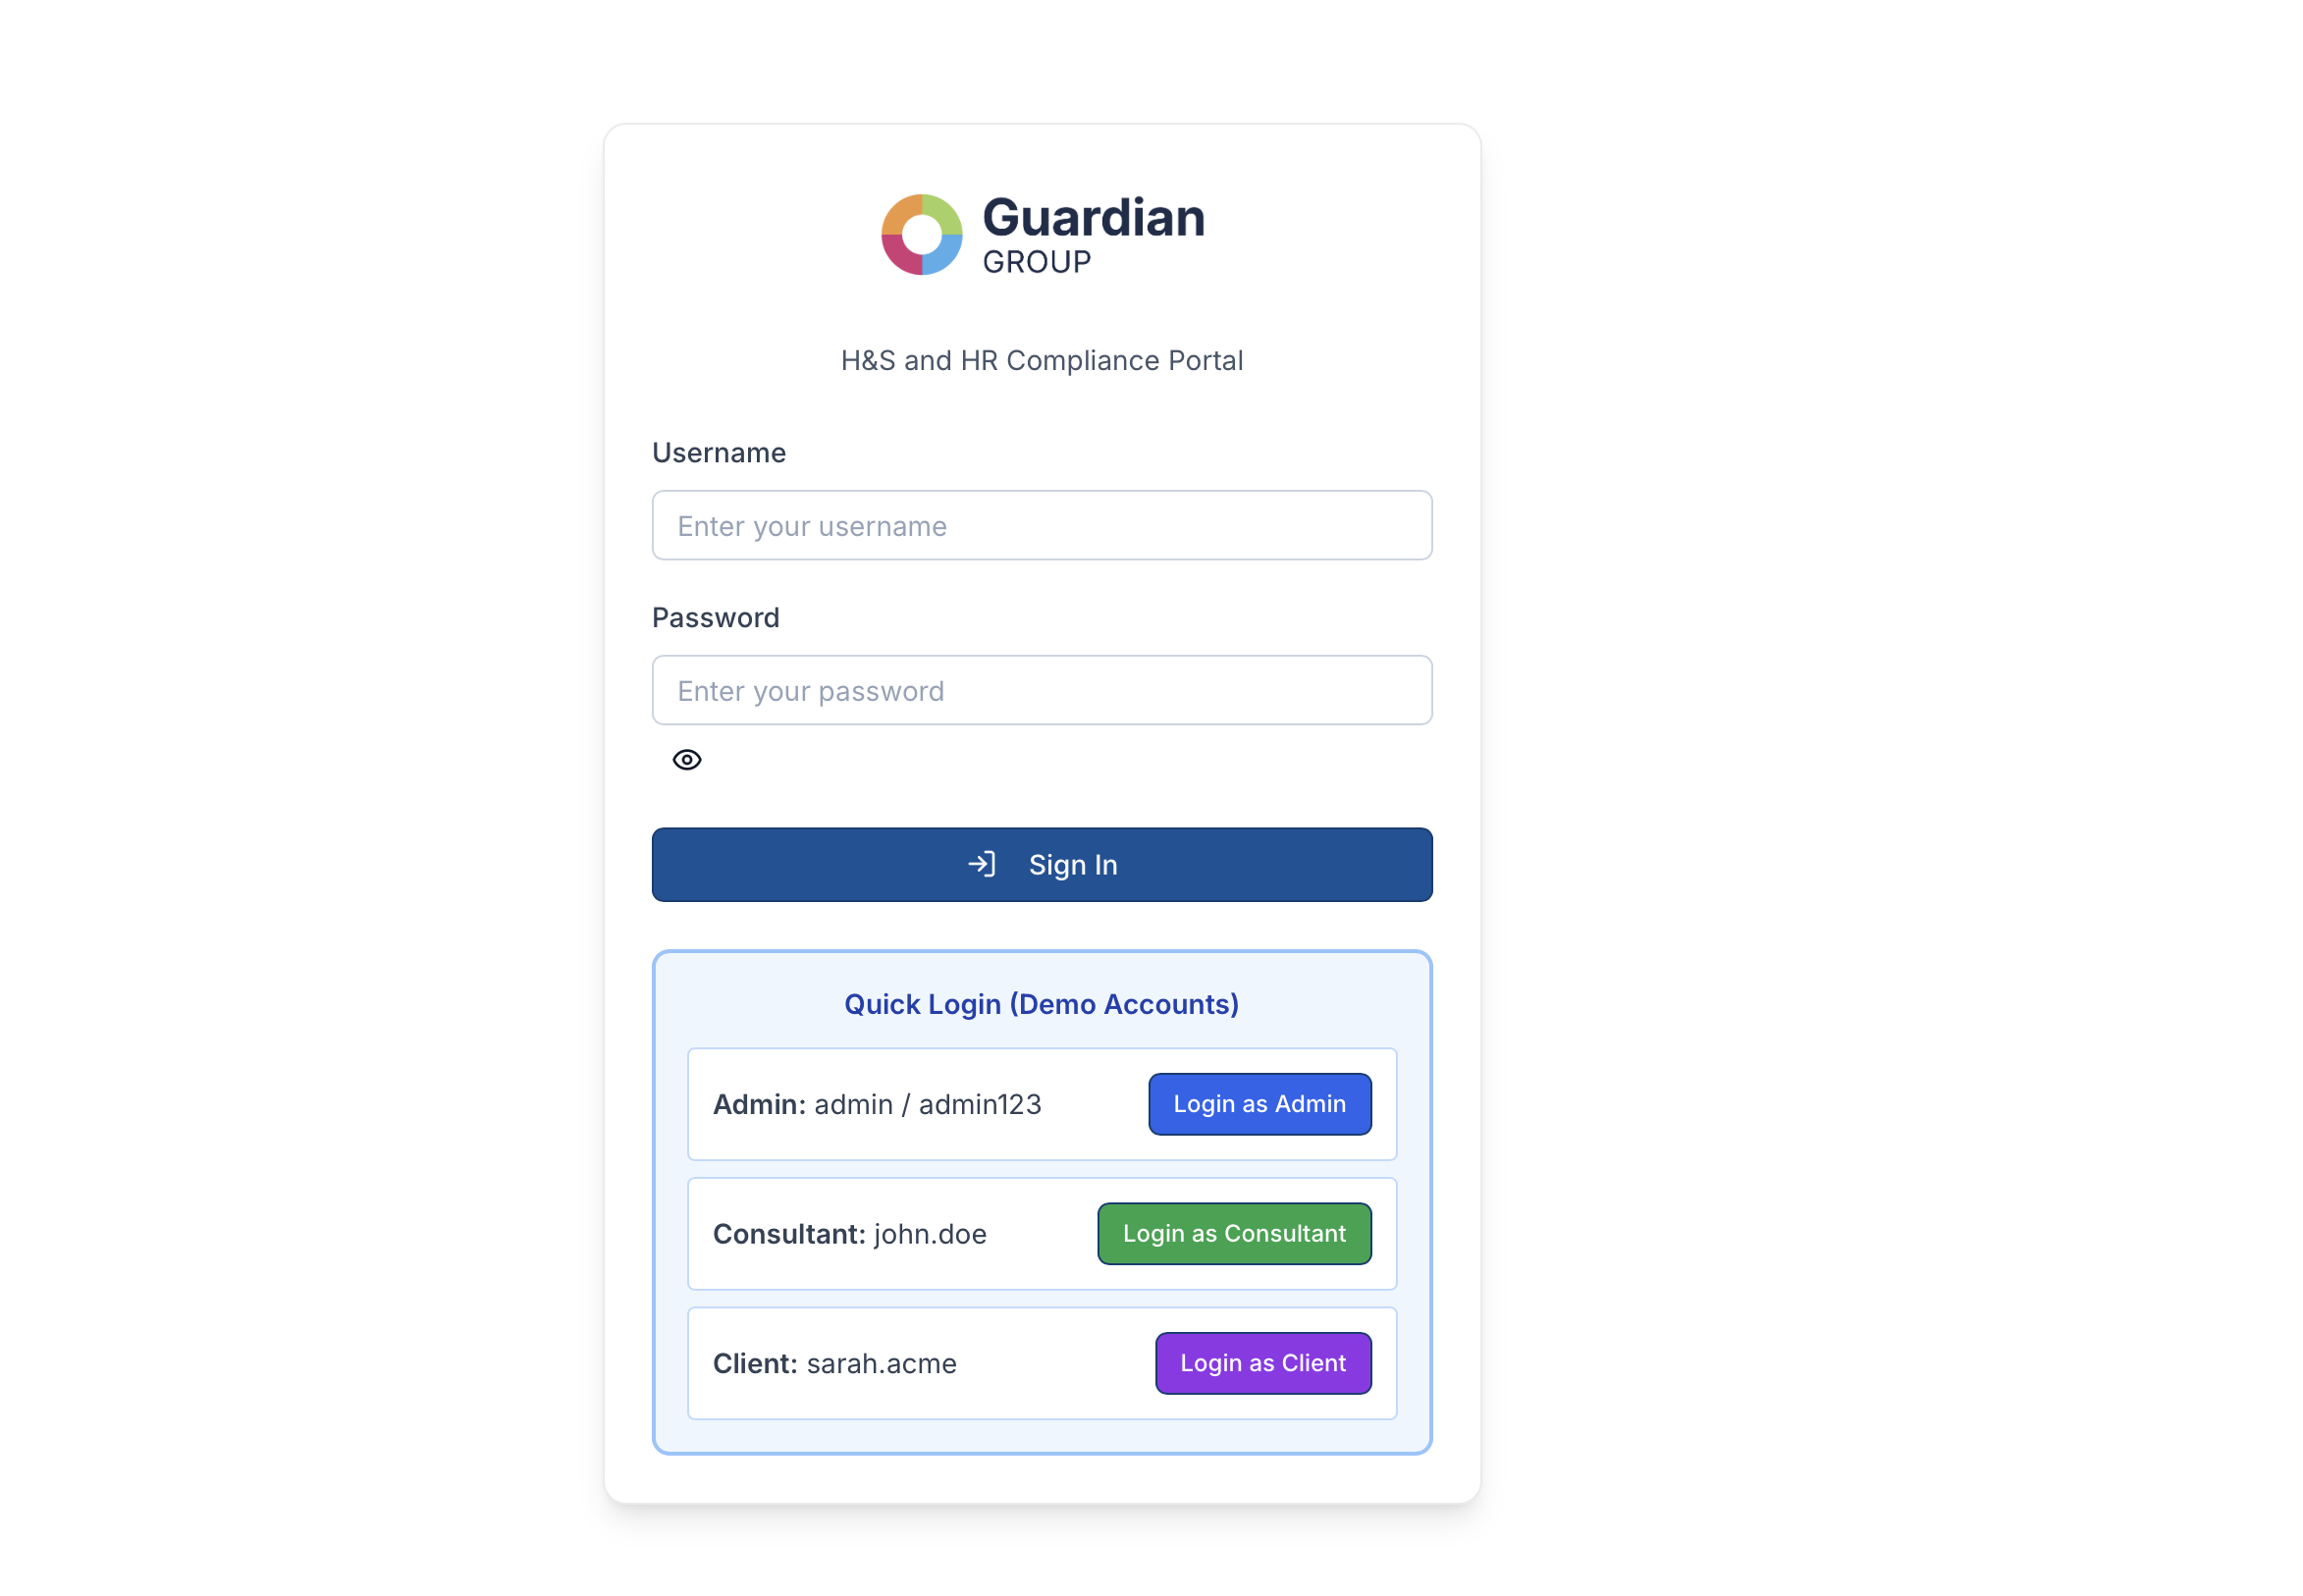 Guardian
GROUP
H&S and HR Compliance Portal
Username
Enter your username
Password
Enter your password
Sign In
Quick Login (Demo Accounts)
Admin: admin / admin123
Login as Admin
Consultant: john.doe
Login as Consultant
Client: sarah.acme
Login as Client